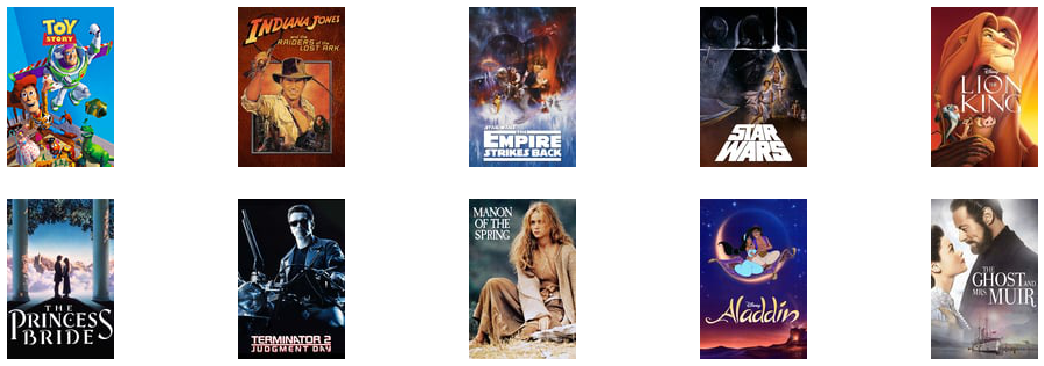 TOY
STORY
INDIANA JONES
and the
RAIDERS of the
LOST ARK
STAR WARS
THE
EMPIRE
STRIKES BACK
STAR
WARS
Disney
THE
LION
KING
THE
PRINCESS
BRIDE
TERMINATOR 2
JUDGMENT DAY
MANON
OF THE
SPRING
Disney
Aladdin
THE
GHOST AND
MRS. MUIR